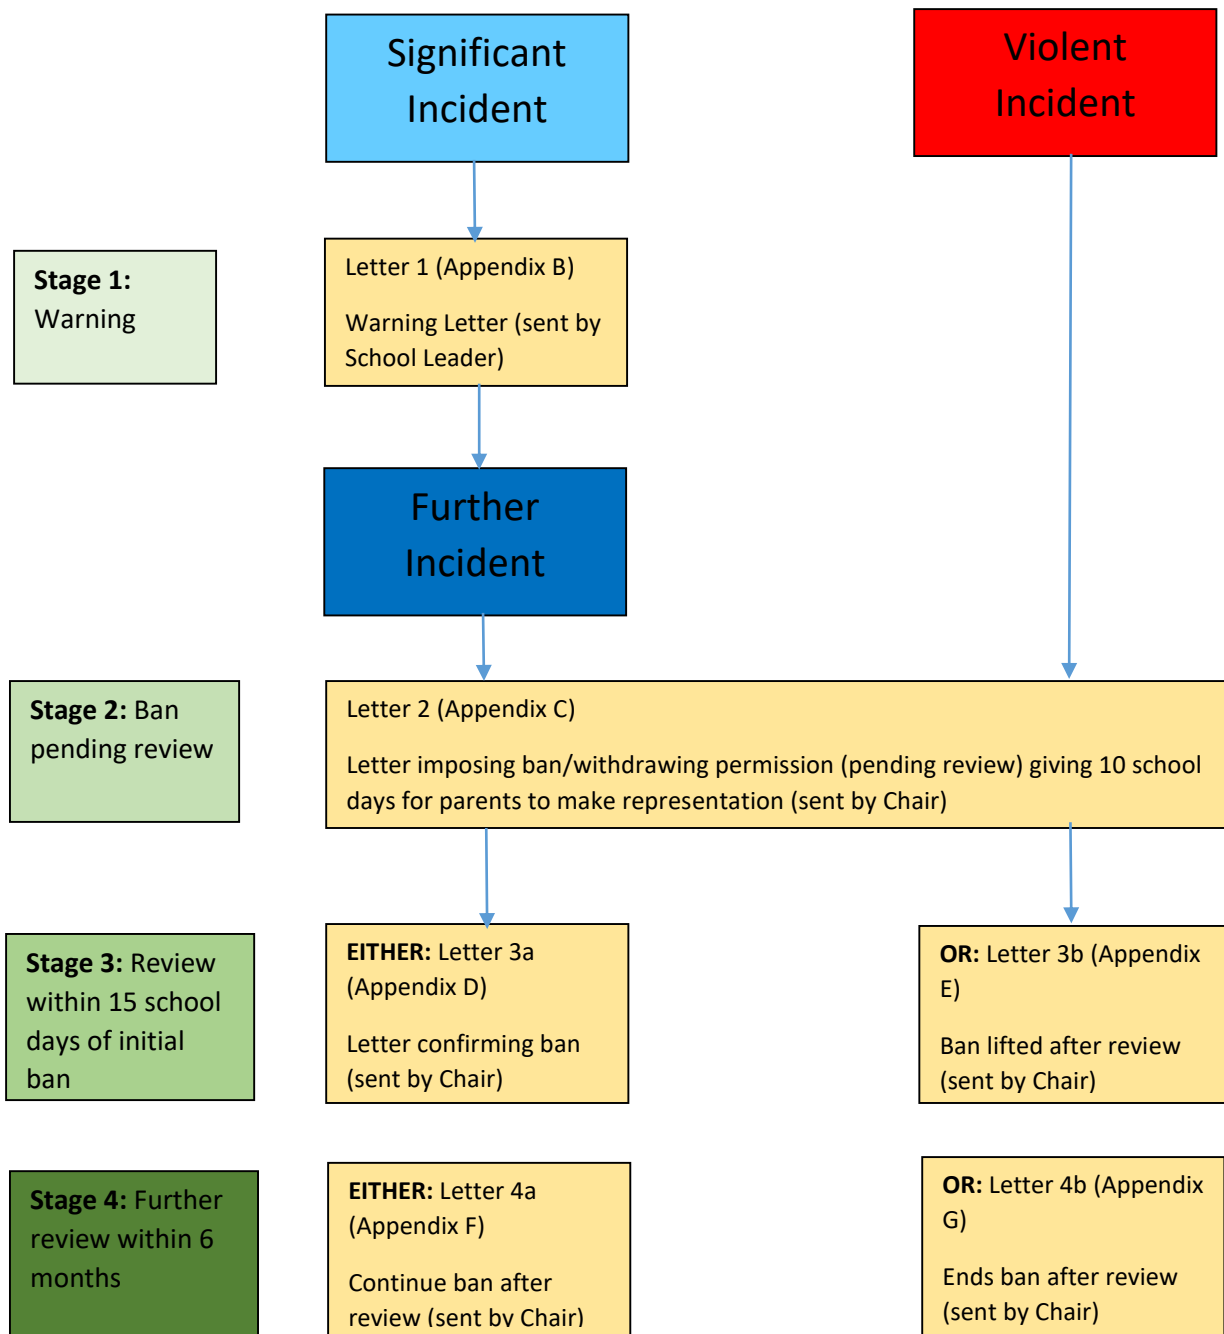 Significant
Incident
Violent
Incident
Stage 1:
Warning
Letter 1 (Appendix B)
Warning Letter (sent by
School Leader)
Further
Incident
Stage 2: Ban
pending review
Letter 2 (Appendix C)
Letter imposing ban/withdrawing permission (pending review) giving 10 school
days for parents to make representation (sent by Chair)
Stage 3: Review
within 15 school
days of initial
ban
EITHER: Letter 3a
(Appendix D)
Letter confirming ban
(sent by Chair)
OR: Letter 3b (Appendix
E)
Ban lifted after review
(sent by Chair)
Stage 4: Further
review within 6
months
EITHER: Letter 4a
(Appendix F)
Continue ban after
review (sent by Chair)
OR: Letter 4b (Appendix
G)
Ends ban after review
(sent by Chair)